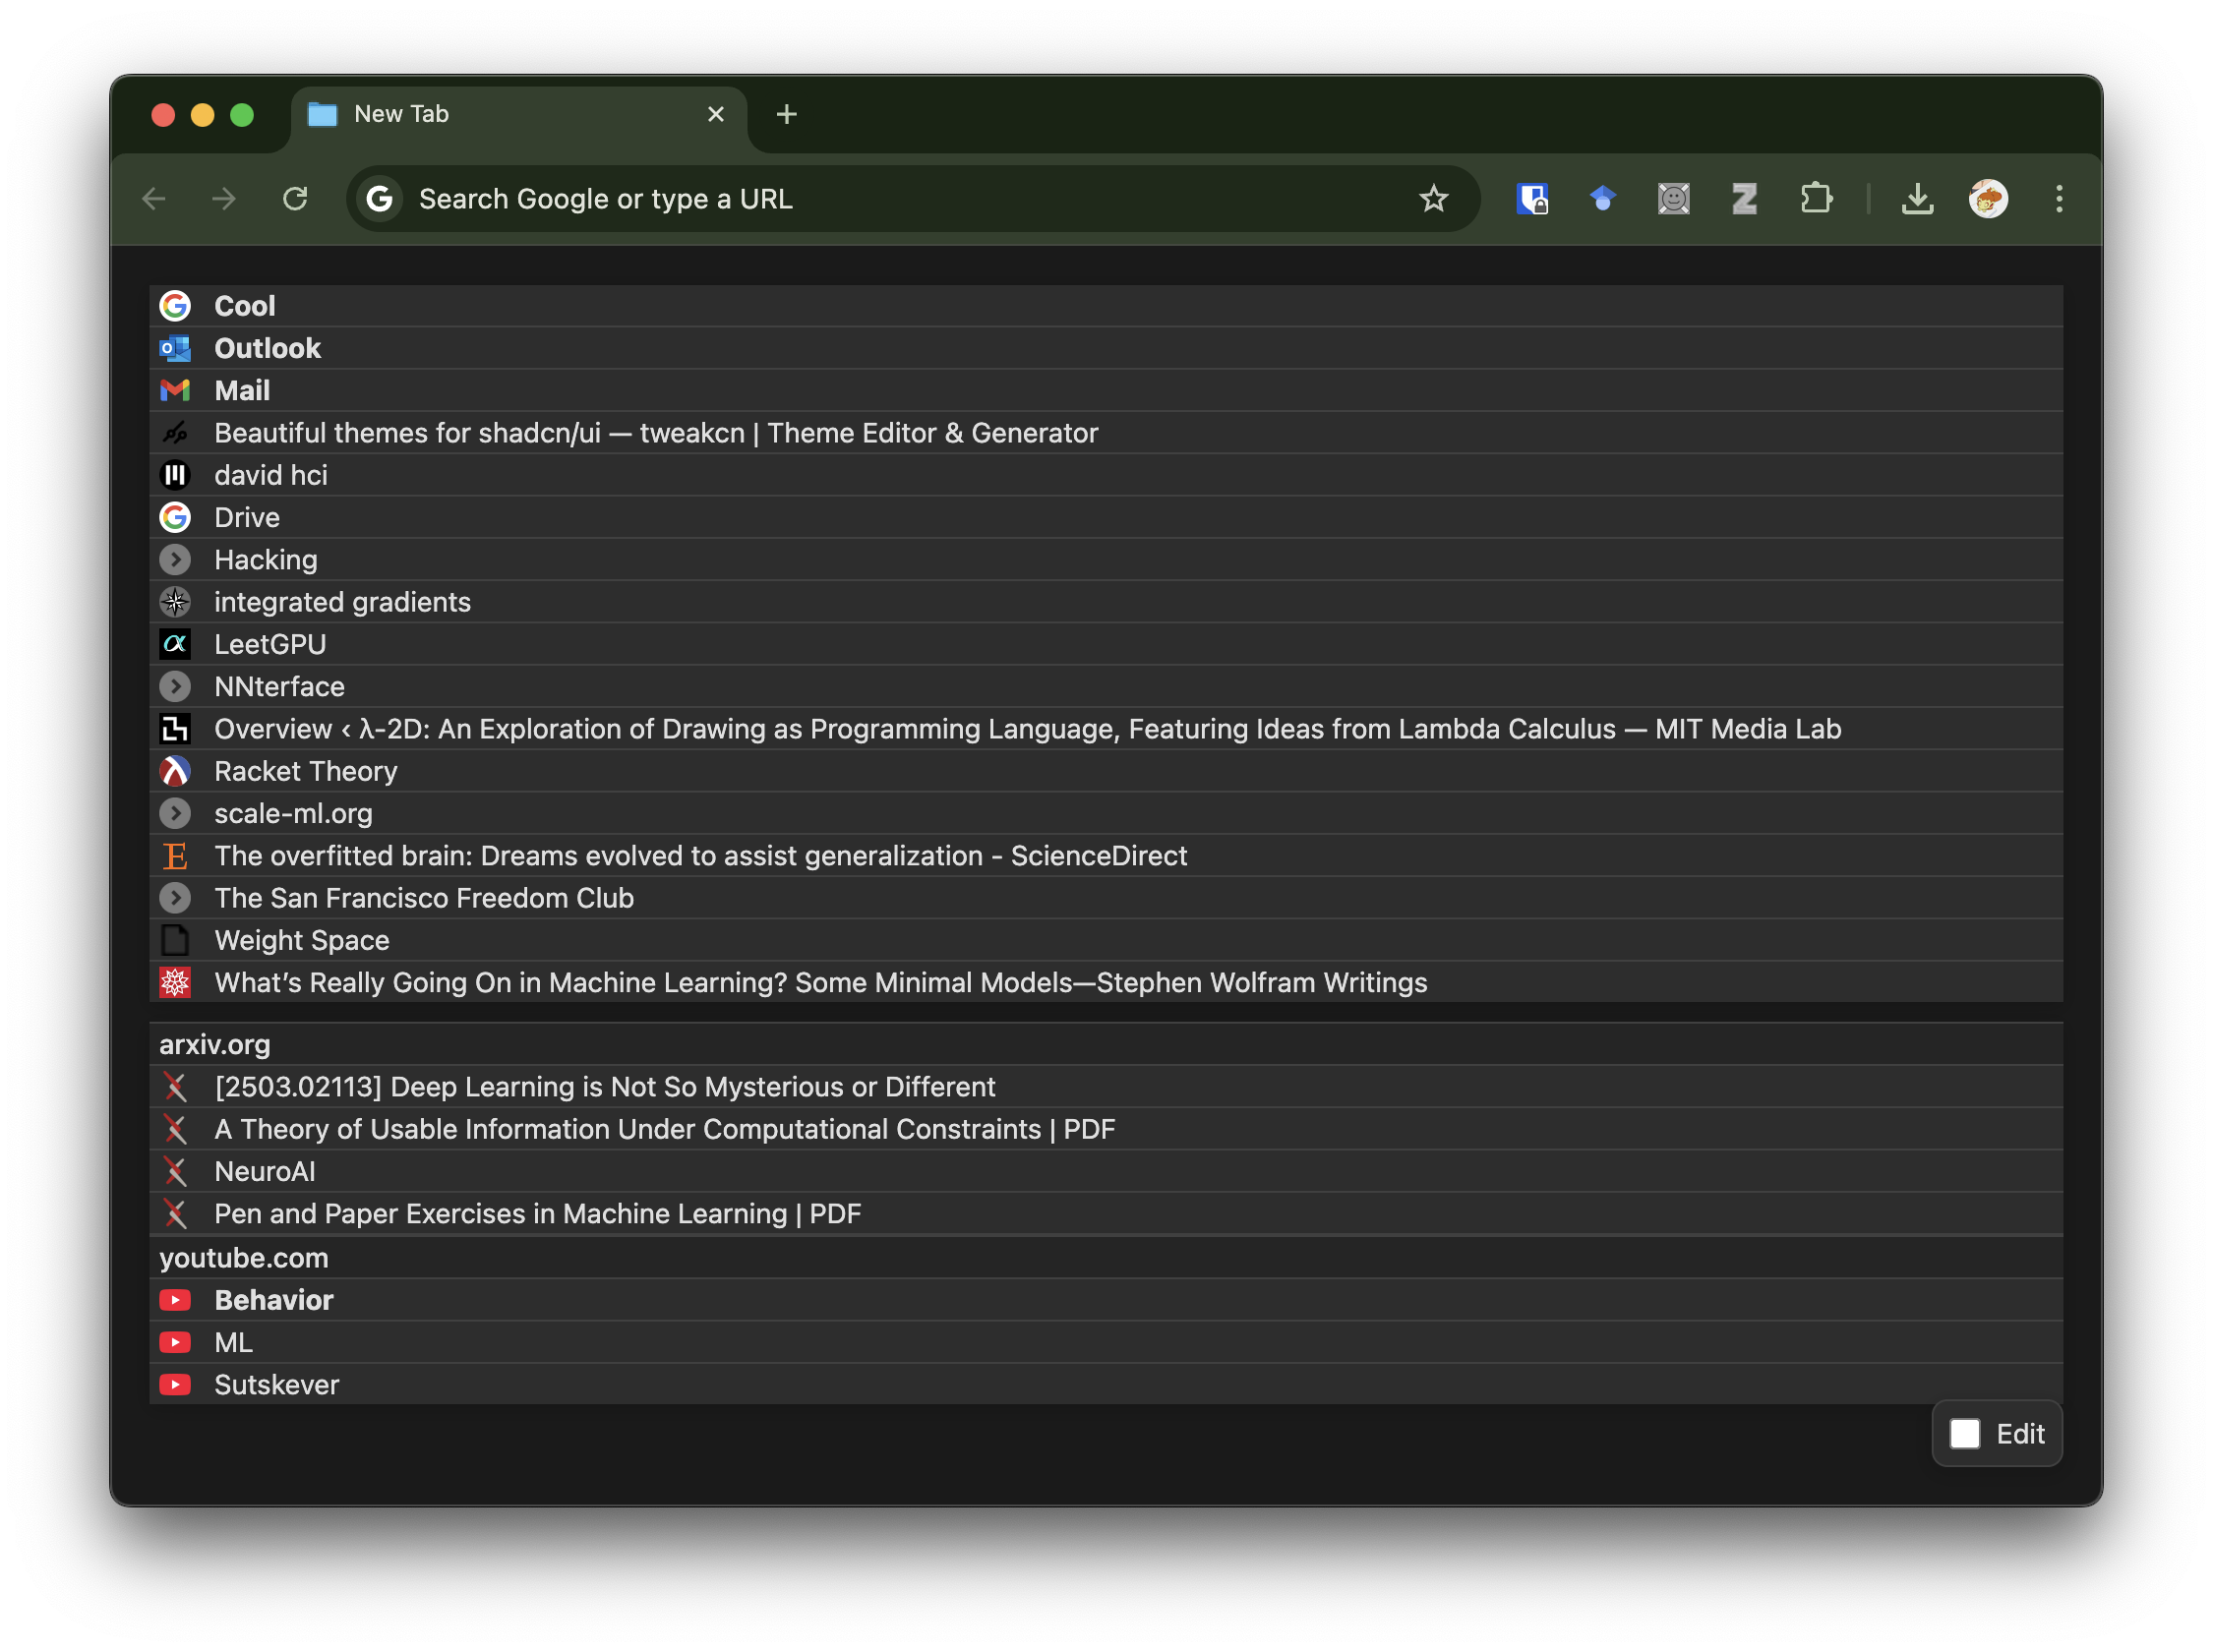 New Tab
Search Google or type a URL
Cool
Outlook
Mail
Beautiful themes for shadcn/ui — tweakcn | Theme Editor & Generator
david hci
Drive
Hacking
integrated gradients
LeetGPU
NNterface
Overview ‹ λ-2D: An Exploration of Drawing as Programming Language, Featuring Ideas from Lambda Calculus — MIT Media Lab
Racket Theory
scale-ml.org
The overfitted brain: Dreams evolved to assist generalization - ScienceDirect
The San Francisco Freedom Club
Weight Space
What’s Really Going On in Machine Learning? Some Minimal Models—Stephen Wolfram Writings
arxiv.org
[2503.02113] Deep Learning is Not So Mysterious or Different
A Theory of Usable Information Under Computational Constraints | PDF
NeuroAI
Pen and Paper Exercises in Machine Learning | PDF
youtube.com
Behavior
ML
Sutskever
Edit